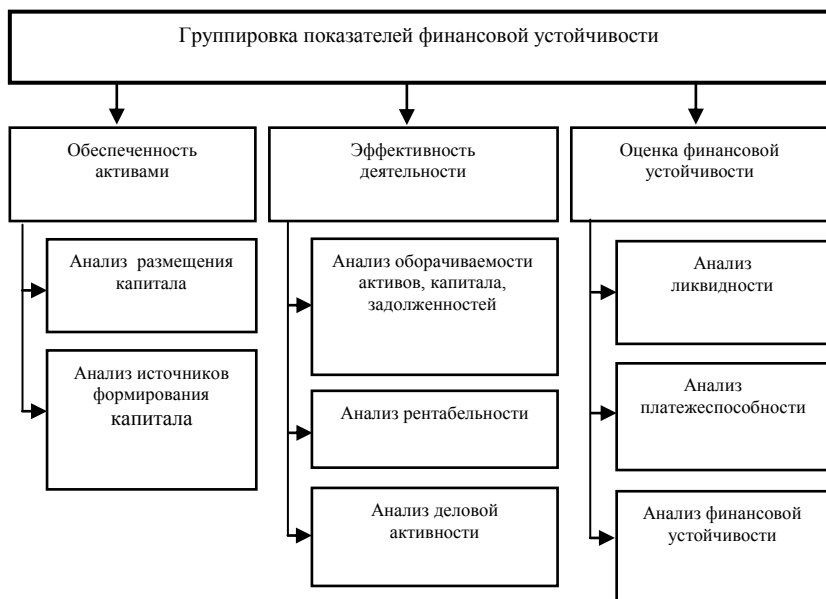 Группировка показателей финансовой устойчивости
Обеспеченность
активами
Анализ размещения
капитала
Анализ источников
формирования
капитала
Эффективность
деятельности
Анализ оборачиваемости
активов, капитала,
задолженностей
Анализ рентабельности
Анализ деловой
активности
Оценка финансовой
устойчивости
Анализ
ликвидности
Анализ
платежеспособности
Анализ финансовой
устойчивости